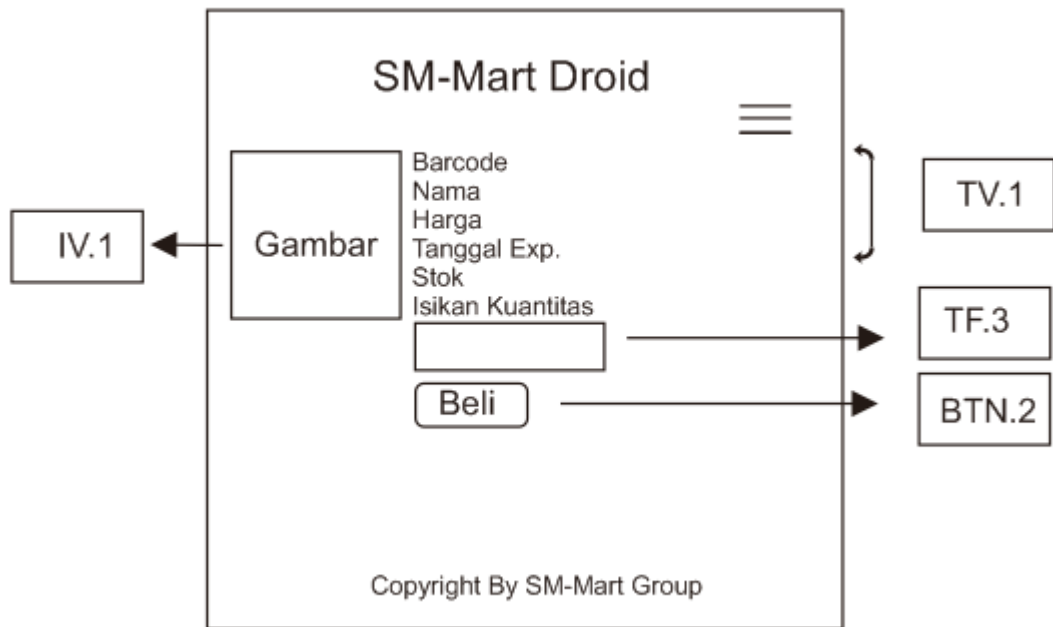 SM-Mart Droid
Barcode
Nama
Harga
Tanggal Exp.
Stok
Isikan Kuantitas
Gambar
Beli
IV.1
TV.1
TF.3
BTN.2
Copyright By SM-Mart Group